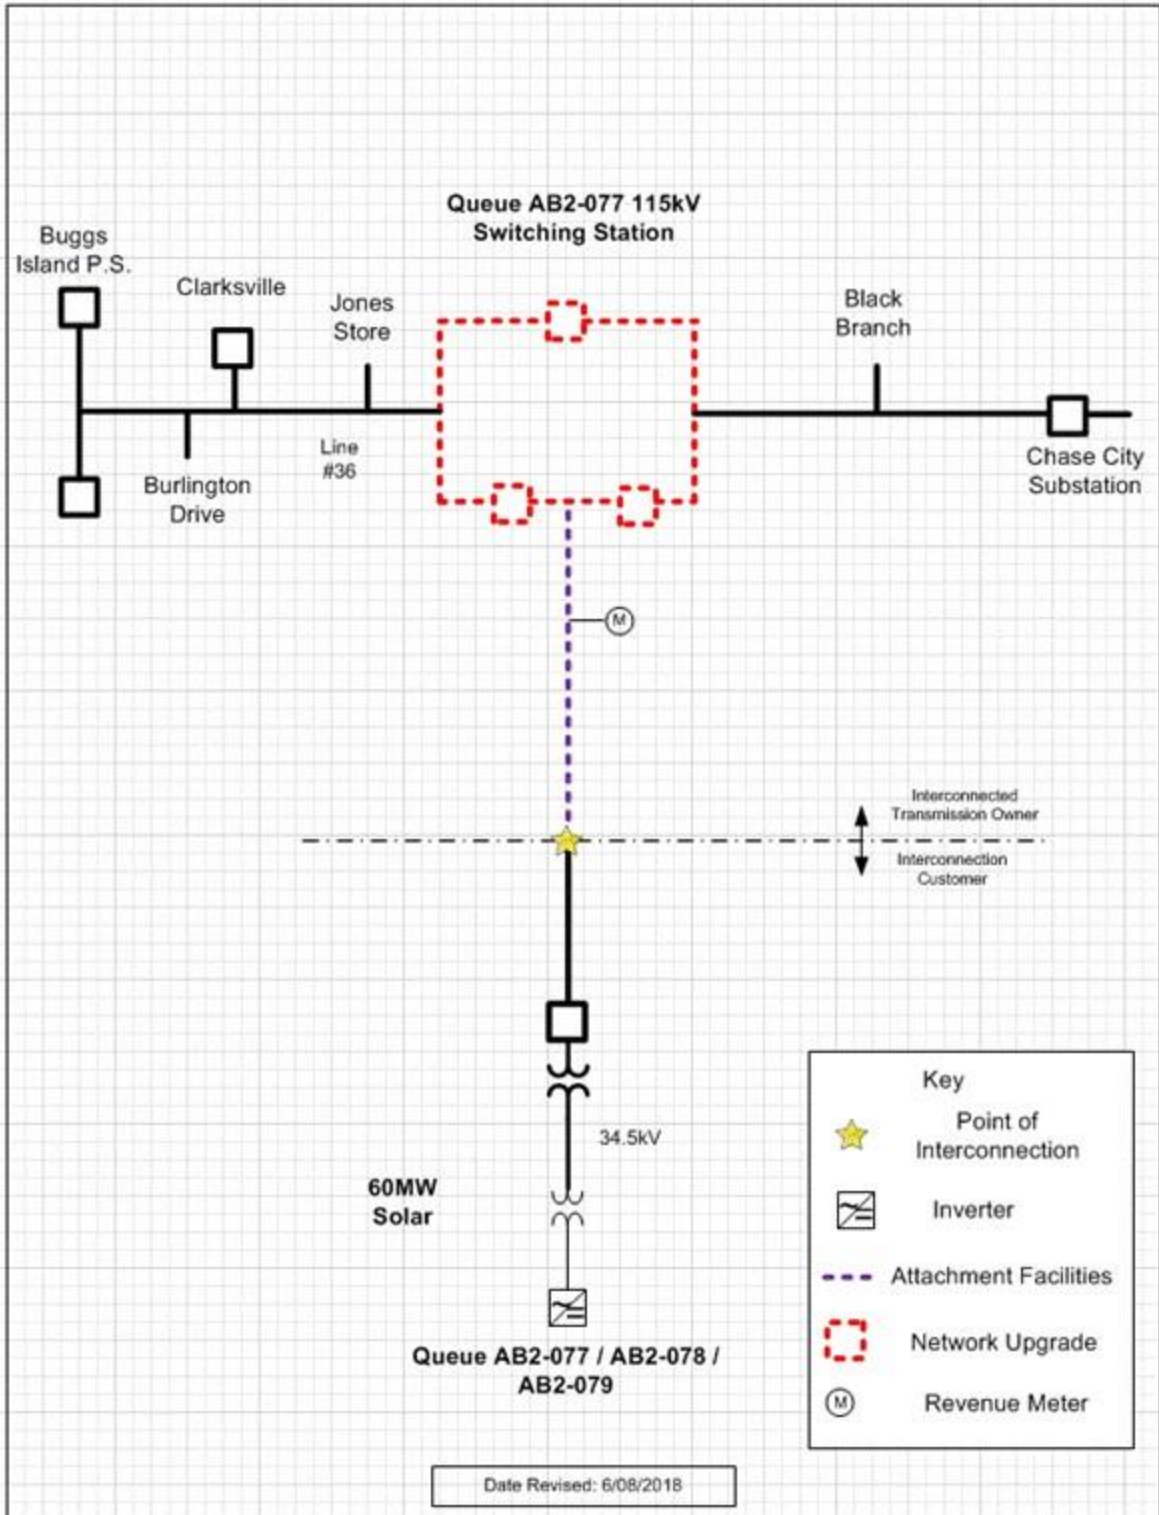 Queue AB2-077 115kV
Switching Station
Buggs
Island P.S.
Clarksville
Jones
Store
Black
Branch
Line
#36
Burlington
Drive
Chase City
Substation
M
Interconnected
Transmission Owner
Interconnection
Customer
34.5kV
60MW
Solar
Queue AB2-077 / AB2-078 /
AB2-079
Key
Point of
Interconnection
Inverter
Attachment Facilities
Network Upgrade
M
Revenue Meter
Date Revised: 6/08/2018